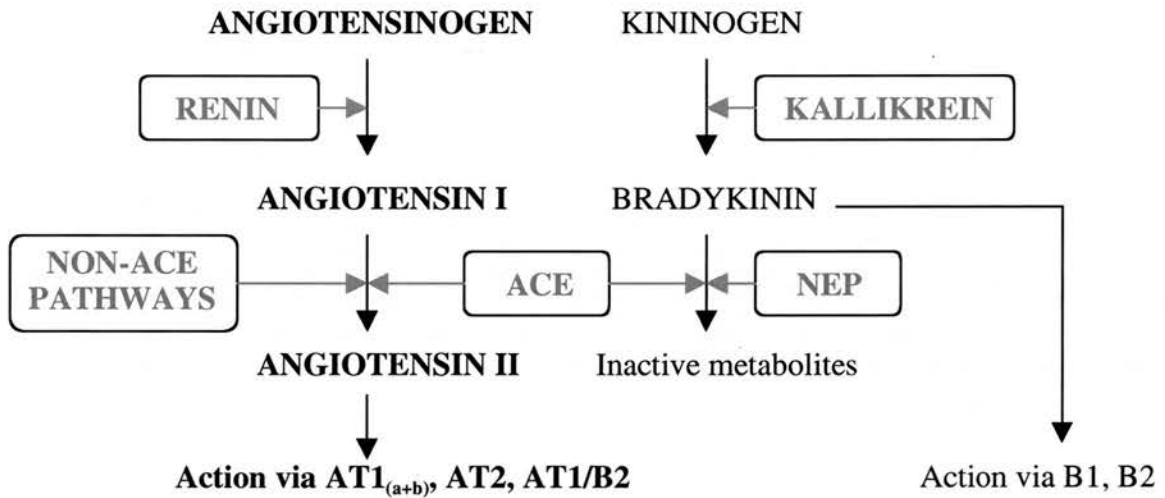 ANGIOTENSINOGEN KININOGEN
RENIN KALLIKREIN
ANGIOTENSIN I BRADYKININ
NON-ACE
PATHWAYS
ACE NEP
ANGIOTENSIN II Inactive metabolites
Action via AT1(a+b), AT2, AT1/B2 Action via B1, B2